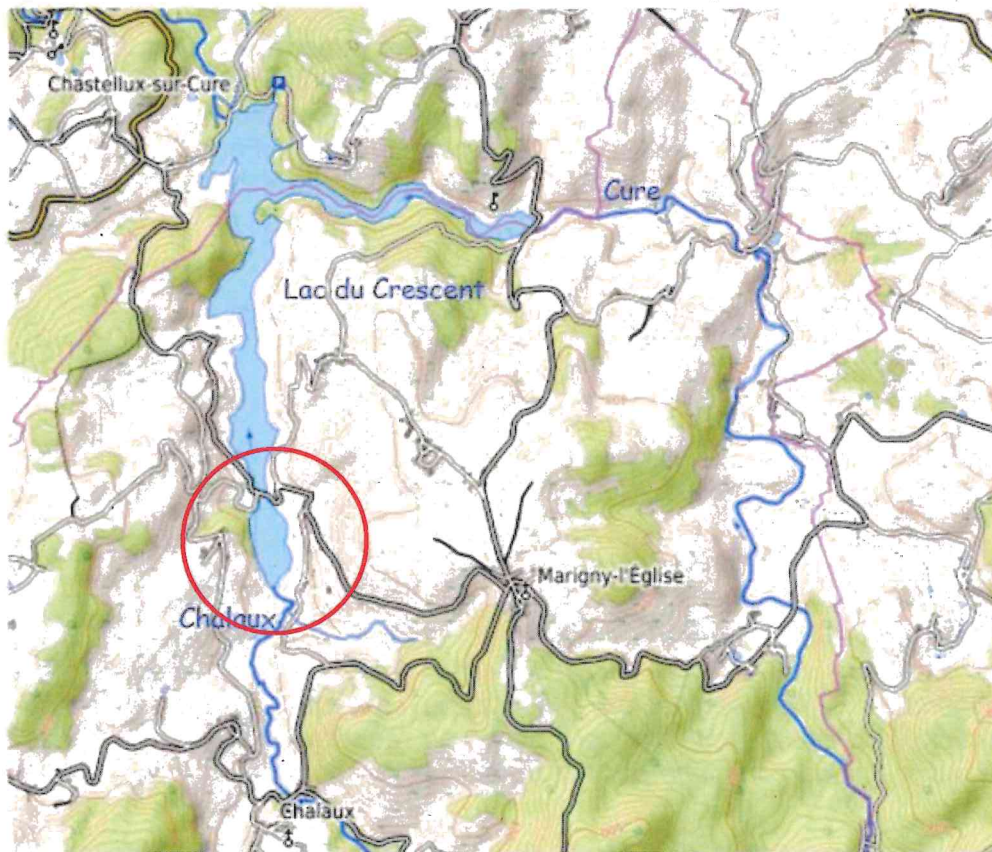 Chastellux-sur-Cure
Cure
Lac du Crescent
Marigny-l'Église
Chalaux
Chalaux